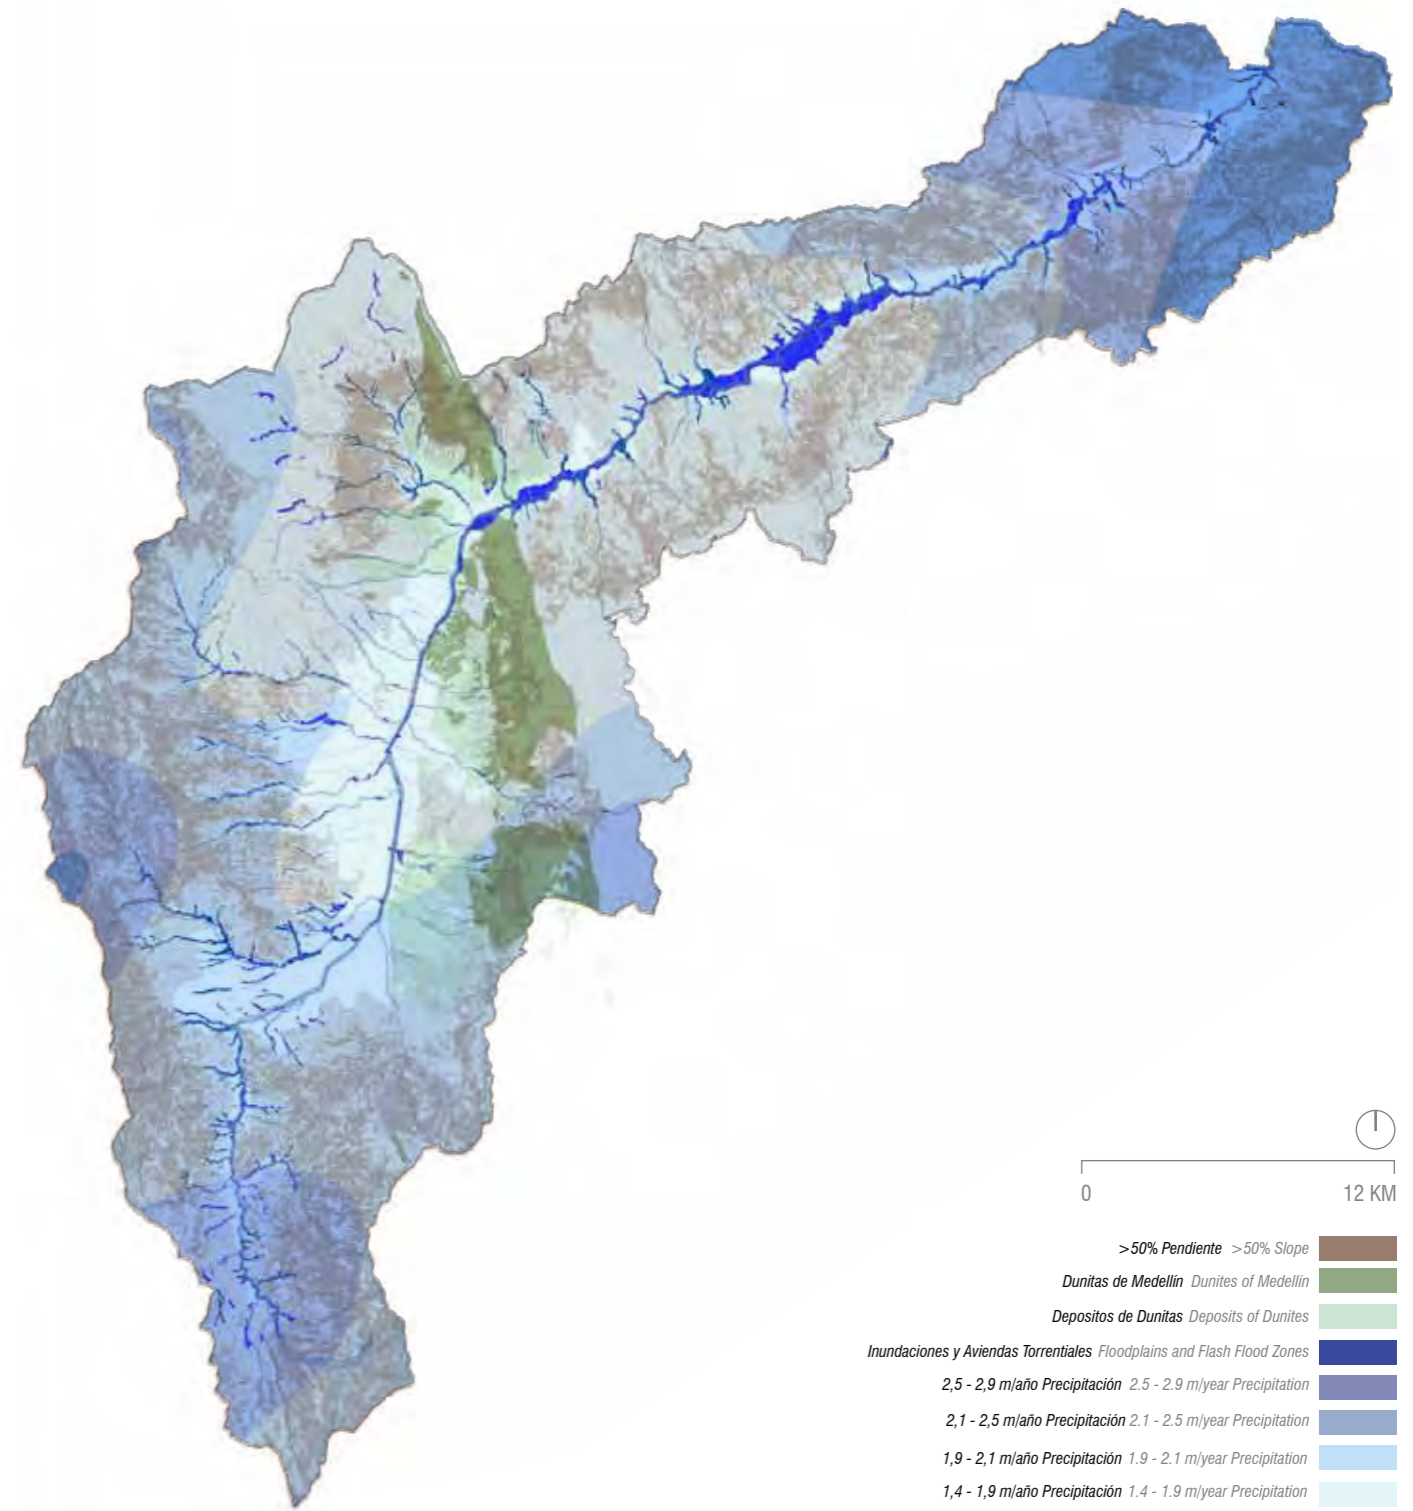 0 12 KM
>50% Pendiente >50% Slope
Dunitas de Medellín Dunites of Medellín
Depositos de Dunitas Deposits of Dunites
Inundaciones y Aviendas Torrentiales Floodplains and Flash Flood Zones
2,5 - 2,9 m/año Precipitación 2.5 - 2.9 m/year Precipitation
2,1 - 2,5 m/año Precipitación 2.1 - 2.5 m/year Precipitation
1,9 - 2,1 m/año Precipitación 1.9 - 2.1 m/year Precipitation
1,4 - 1,9 m/año Precipitación 1.4 - 1.9 m/year Precipitation